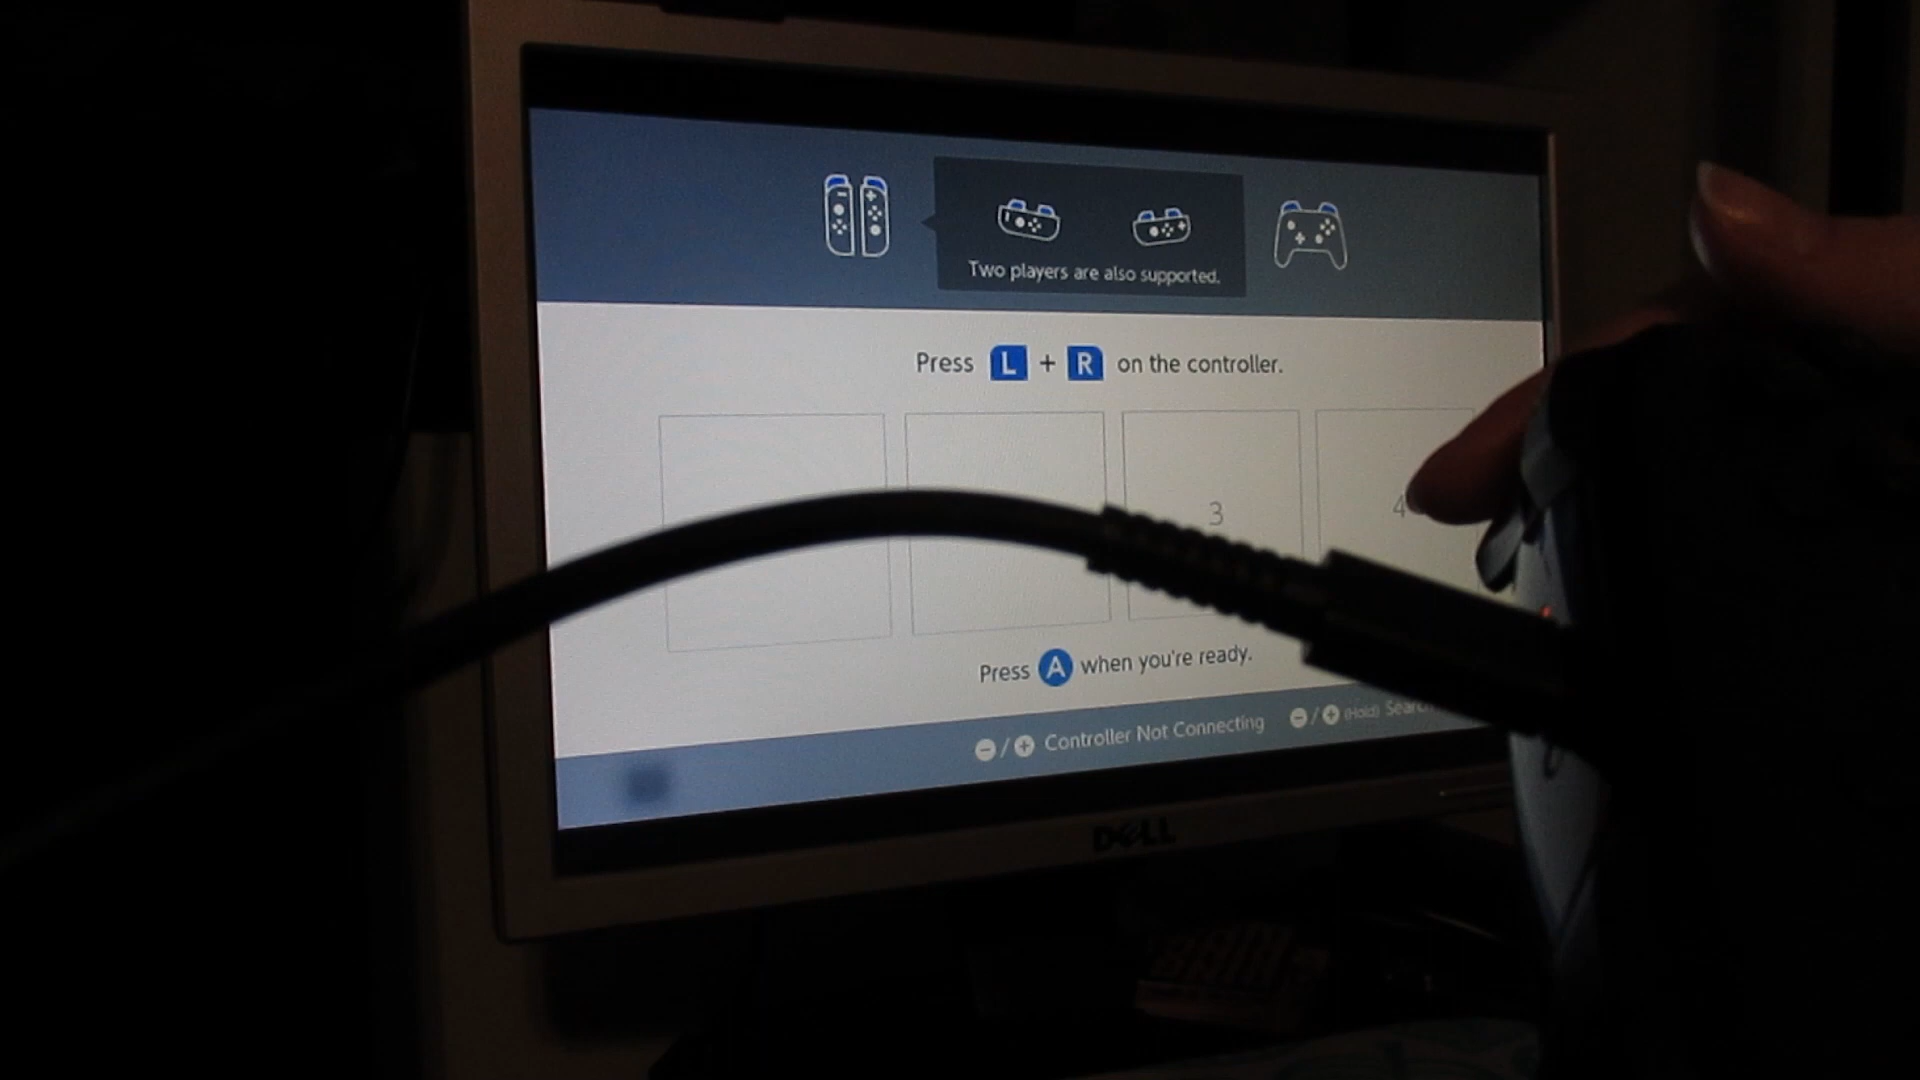 Two players are also supported.
Press L + R on the controller.
3
4
Press A when you're ready.
Controller Not Connecting
(Hold)
DELL